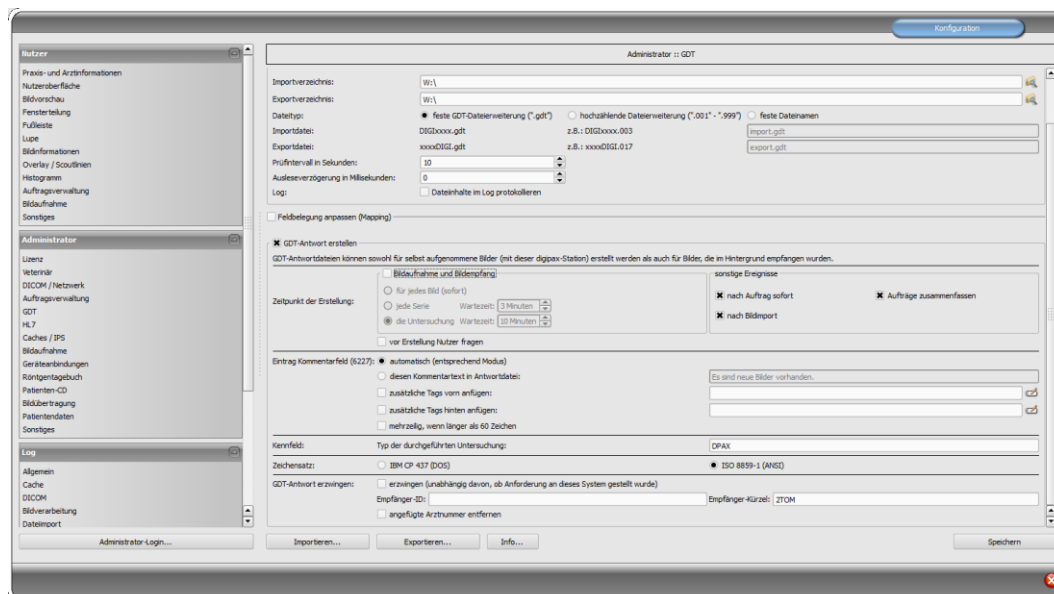 Konfiguration
Nutzer
Praxis- und Arztinformationen
Nutzeroberfläche
Bildvorschau
Fensterteilung
Fußleiste
Lupe
Bildinformationen
Overlay / Scoutlinien
Histogramm
Auftragsverwaltung
Bildaufnahme
Sonstiges
Administrator
Lizenz
Veterinär
DICOM / Netzwerk
Auftragsverwaltung
GDT
HL7
Caches / IPS
Bildaufnahme
Geräteanbindungen
Röntgentagebuch
Patienten-CD
Bildübertragung
Patientendaten
Sonstiges
Log
Allgemein
Cache
DICOM
Bildverarbeitung
Dateiimport
Administrator-Login...
Administrator :: GDT
Importverzeichnis: W:\
Exportverzeichnis: W:\
Dateityp: feste GDT-Dateierweiterung (".gdt") hochzählende Dateierweiterung (".001" - ".999") feste Dateinamen
Importdatei: DIGIxxxx.gdt z.B.: DIGIxxxx.003 import.gdt
Exportdatei: xxxxDIGI.gdt z.B.: xxxxDIGI.017 export.gdt
Prüfintervall in Sekunden: 10
Ausleseverzögerung in Millisekunden: 0
Log: Dateiinhalte im Log protokollieren
Feldbelegung anpassen (Mapping)
GDT-Antwort erstellen
GDT-Antwortdateien können sowohl für selbst aufgenommene Bilder (mit dieser digipax-Station) erstellt werden als auch für Bilder, die im Hintergrund empfangen wurden.
Bildaufnahme und Bildempfang sonstige Ereignisse
für jedes Bild (sofort) nach Auftrag sofort Aufträge zusammenfassen
Zeitpunkt der Erstellung: jede Serie Wartezeit: 3 Minuten
die Untersuchung Wartezeit: 10 Minuten nach Bildimport
vor Erstellung Nutzer fragen
Eintrag Kommentarfeld (6227): automatisch (entsprechend Modus)
diesen Kommentartext in Antwortdatei: Es sind neue Bilder vorhanden.
zusätzliche Tags vorn anfügen:
zusätzliche Tags hinten anfügen:
mehrzeilig, wenn länger als 60 Zeichen
Kennfeld: Typ der durchgeführten Untersuchung: DPAX
Zeichensatz: IBM CP 437 (DOS) ISO 8859-1 (ANSI)
GDT-Antwort erzwingen: erzwingen (unabhängig davon, ob Anforderung an dieses System gestellt wurde)
Empfänger-ID: Empfänger-Kürzel: 2TOM
angefügte Arztnummer entfernen
Importieren... Exportieren... Info... Speichern